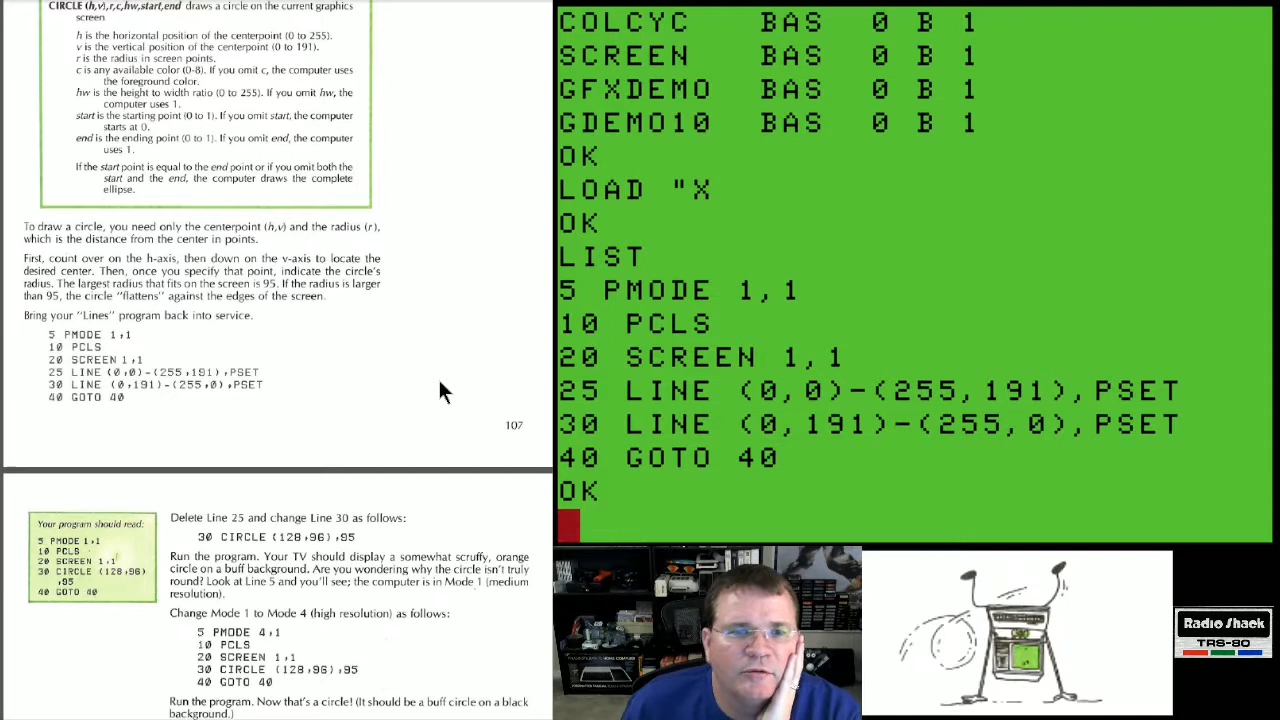 CIRCLE (h,v),r,c,hw,start,end draws a circle on the current graphics
screen
h is the horizontal position of the centerpoint (0 to 255).
v is the vertical position of the centerpoint (0 to 191).
r is the radius in screen points.
c is any available color (0-8). If you omit c, the computer uses
the foreground color.
hw is the height to width ratio (0 to 255). If you omit hw, the
computer uses 1.
start is the starting point (0 to 1). If you omit start, the computer
starts at 0.
end is the ending point (0 to 1). If you omit end, the computer
uses 1.
If the start point is equal to the end point or if you omit both the
start and the end, the computer draws the complete
ellipse.
To draw a circle, you need only the centerpoint (h,v) and the radius (r),
which is the distance from the center in points.
First, count over on the h-axis, then down on the v-axis to locate the
desired center. Then, once you specify that point, indicate the circle's
radius. The largest radius that fits on the screen is 95. If the radius is larger
than 95, the circle "flattens" against the edges of the screen.
Bring your "Lines" program back into service.
5 PMODE 1,1
10 PCLS
20 SCREEN 1,1
25 LINE (0,0)-(255,191),PSET
30 LINE (0,191)-(255,0),PSET
40 GOTO 40
107
Your program should read:
5 PMODE 1,1
10 PCLS
20 SCREEN 1,1
30 CIRCLE (128,96)
,95
40 GOTO 40
Delete Line 25 and change Line 30 as follows:
30 CIRCLE (128,96),95
Run the program. Your TV should display a somewhat scruffy, orange
circle on a buff background. Are you wondering why the circle isn't truly
round? Look at Line 5 and you'll see; the computer is in Mode 1 (medium
resolution).
Change Mode 1 to Mode 4 (high resolution) as follows:
5 PMODE 4,1
10 PCLS
20 SCREEN 1,1
30 CIRCLE (128,96),95
40 GOTO 40
Run the program. Now that's a circle! (It should be a buff circle on a black
background.)
COLCYC BAS 0 B 1
SCREEN BAS 0 B 1
GFXDEMO BAS 0 B 1
GDEMO10 BAS 0 B 1
OK
LOAD "X
OK
LIST
5 PMODE 1,1
10 PCLS
20 SCREEN 1,1
25 LINE (0,0)-(255,191),PSET
30 LINE (0,191)-(255,0),PSET
40 GOTO 40
OK
Radio Shack
TRS-80